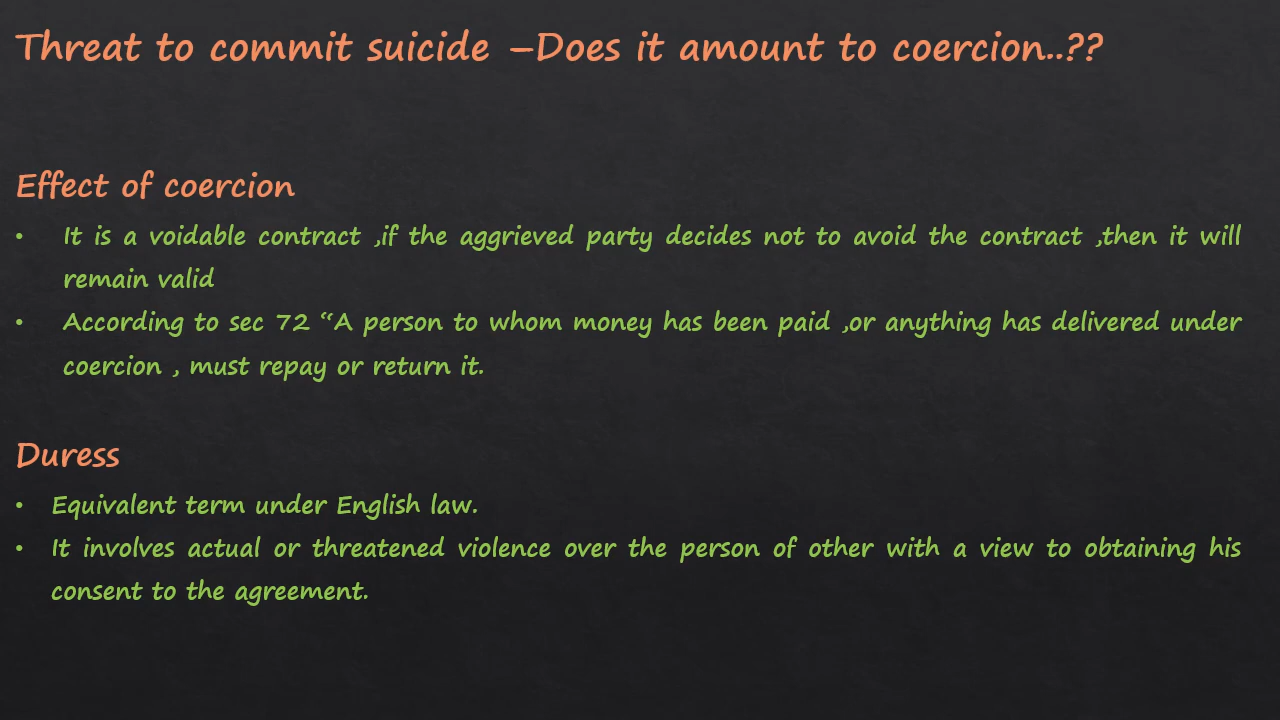 Threat to commit suicide –Does it amount to coercion..??
Effect of coercion
• It is a voidable contract ,if the aggrieved party decides not to avoid the contract ,then it will
remain valid
• According to sec 72 “A person to whom money has been paid ,or anything has delivered under
coercion , must repay or return it.
Duress
• Equivalent term under English law.
• It involves actual or threatened violence over the person of other with a view to obtaining his
consent to the agreement.